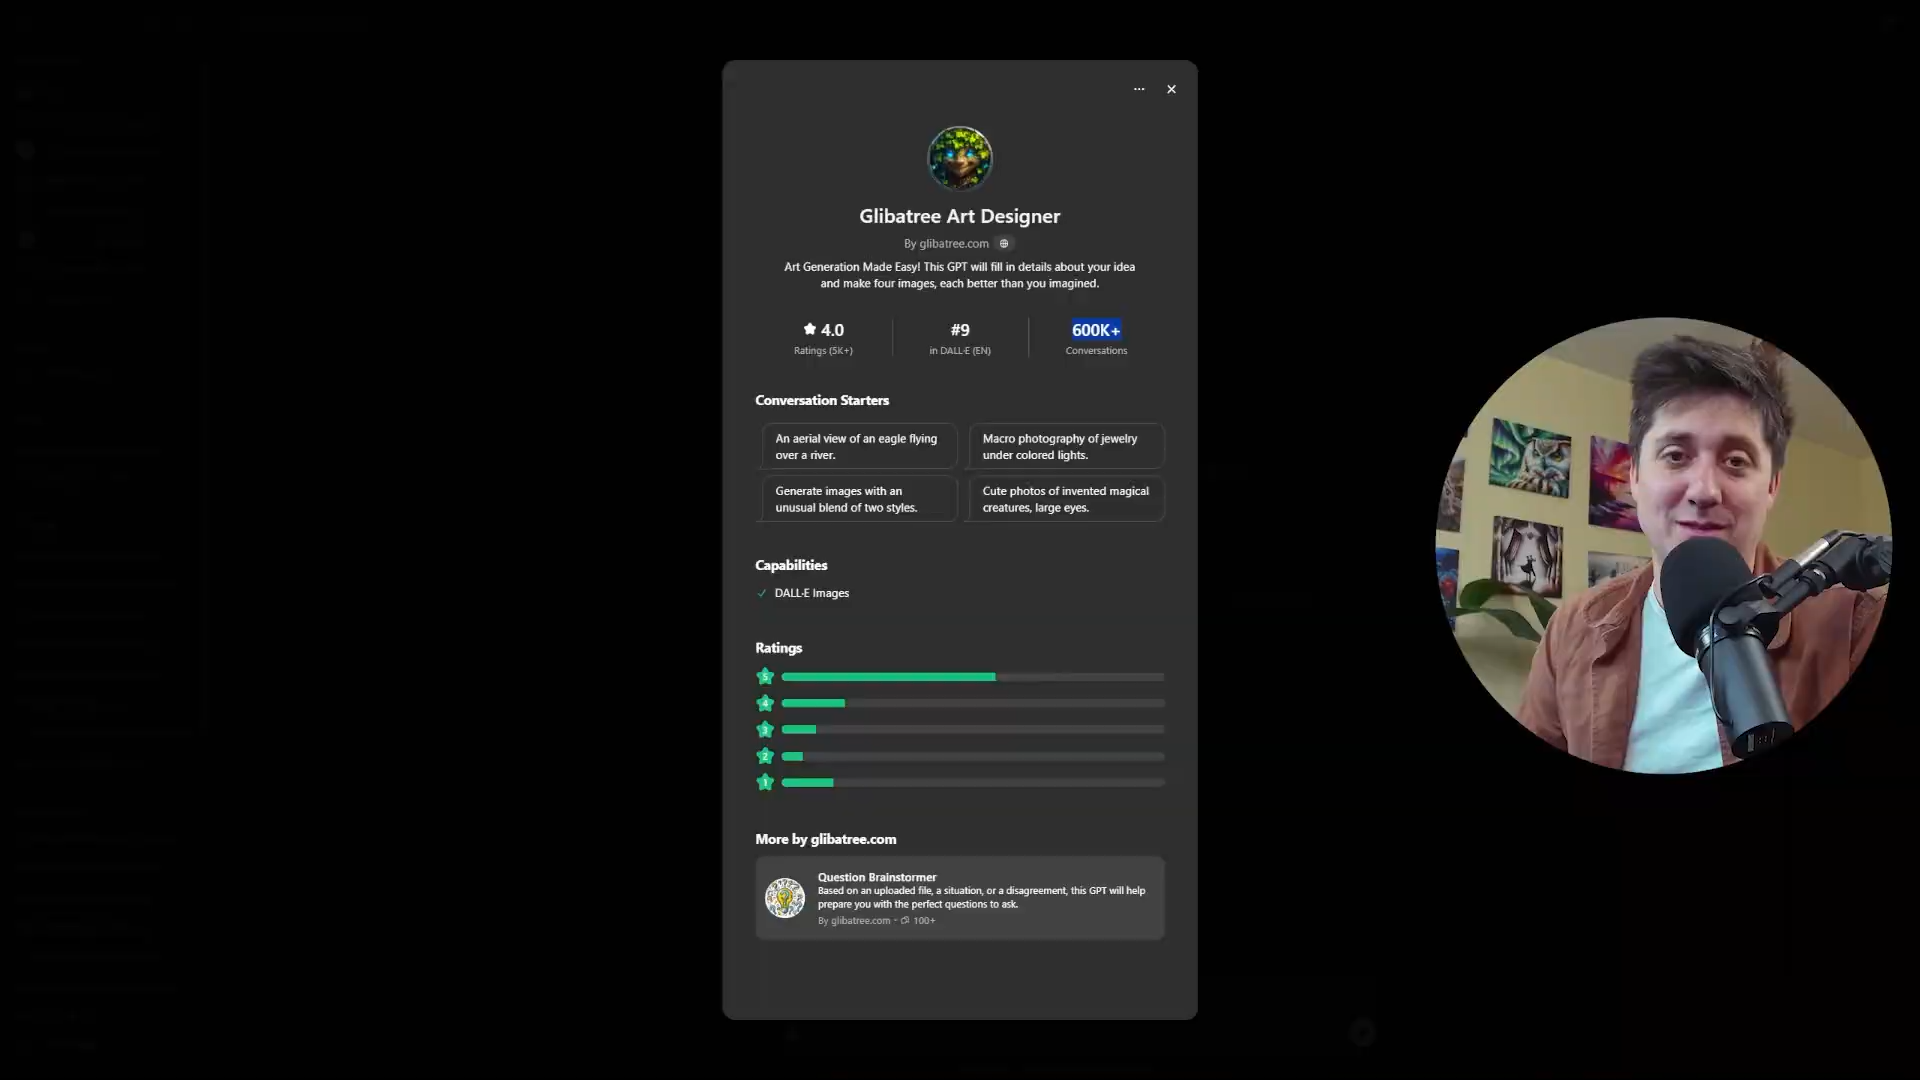 Glibatree Art Designer
By glibatree.com
Art Generation Made Easy! This GPT will fill in details about your idea
and make four images, each better than you imagined.
4.0
Ratings (5K+)
#9
in DALL·E (EN)
600K+
Conversations
Conversation Starters
An aerial view of an eagle flying
over a river.
Macro photography of jewelry
under colored lights.
Generate images with an
unusual blend of two styles.
Cute photos of invented magical
creatures, large eyes.
Capabilities
DALL·E Images
Ratings
5
4
3
2
1
More by glibatree.com
Question Brainstormer
Based on an uploaded file, a situation, or a disagreement, this GPT will help
prepare you with the perfect questions to ask.
By glibatree.com · 100+